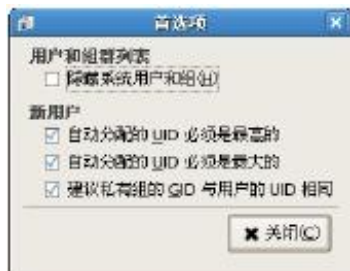 首选项
用户和组群列表
隐藏系统用户和组(H)
新用户
自动分配的 UID 必须是最高的
自动分配的 UID 必须是最大的
建议私有组的 GID 与用户的 UID 相同
关闭(C)